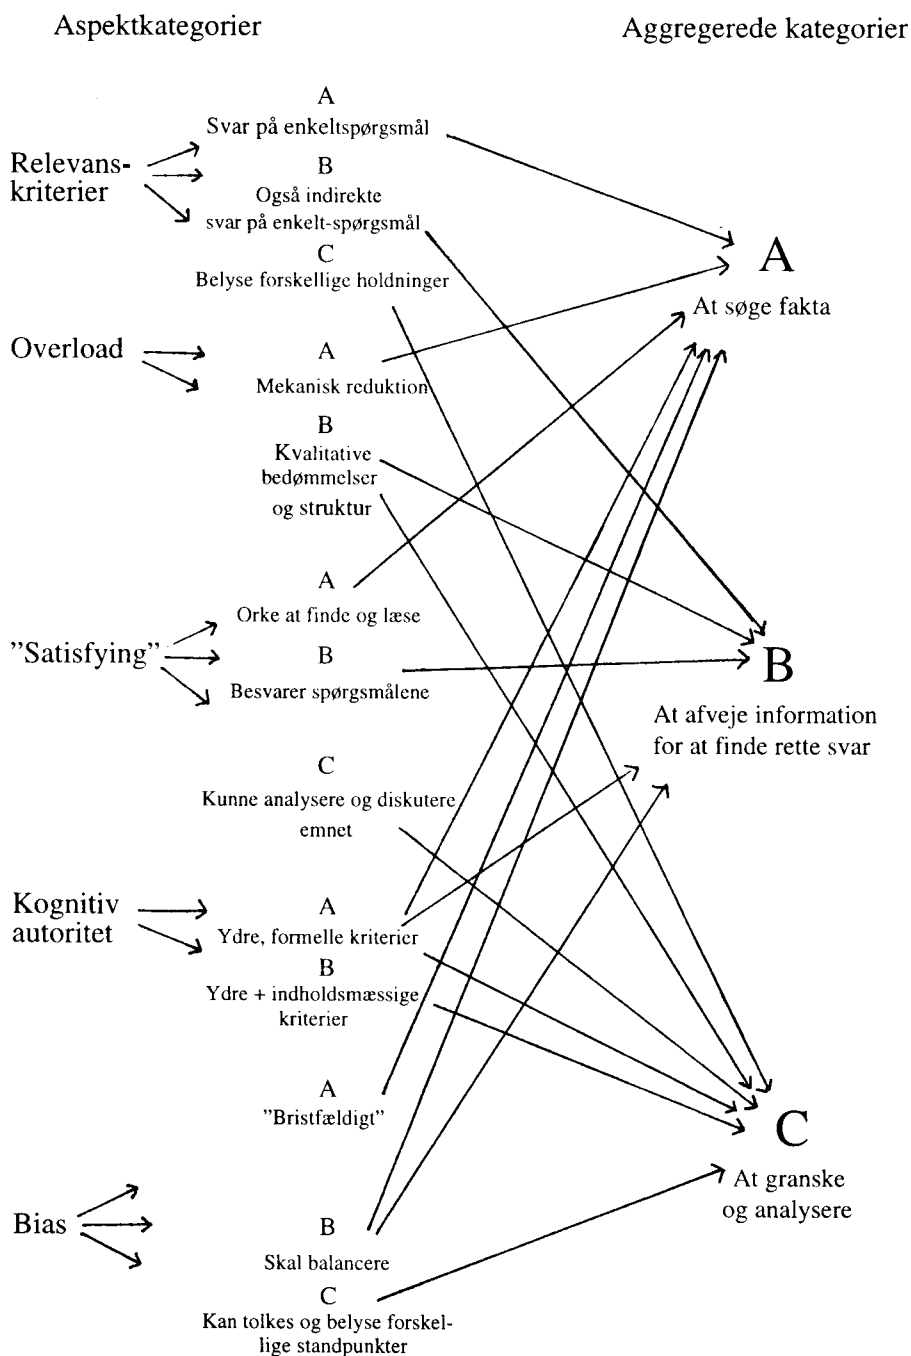 Aspektkategorier
Aggregerede kategorier
A
Svar på enkeltspørgsmål
Relevans-
kriterier
B
Også indirekte
svar på enkelt-spørgsmål
C
Belyse forskellige holdninger
A
At søge fakta
Overload
A
Mekanisk reduktion
B
Kvalitative
bedømmelser
og struktur
A
Orke at finde og læse
"Satisfying"
B
Besvarer spørgsmålene
B
At afveje information
for at finde rette svar
C
Kunne analysere og diskutere
emnet
Kognitiv
autoritet
A
Ydre, formelle kriterier
B
Ydre + indholdsmæssige
kriterier
A
"Bristfældigt"
C
At granske
og analysere
Bias
B
Skal balancere
C
Kan tolkes og belyse forskel-
lige standpunkter